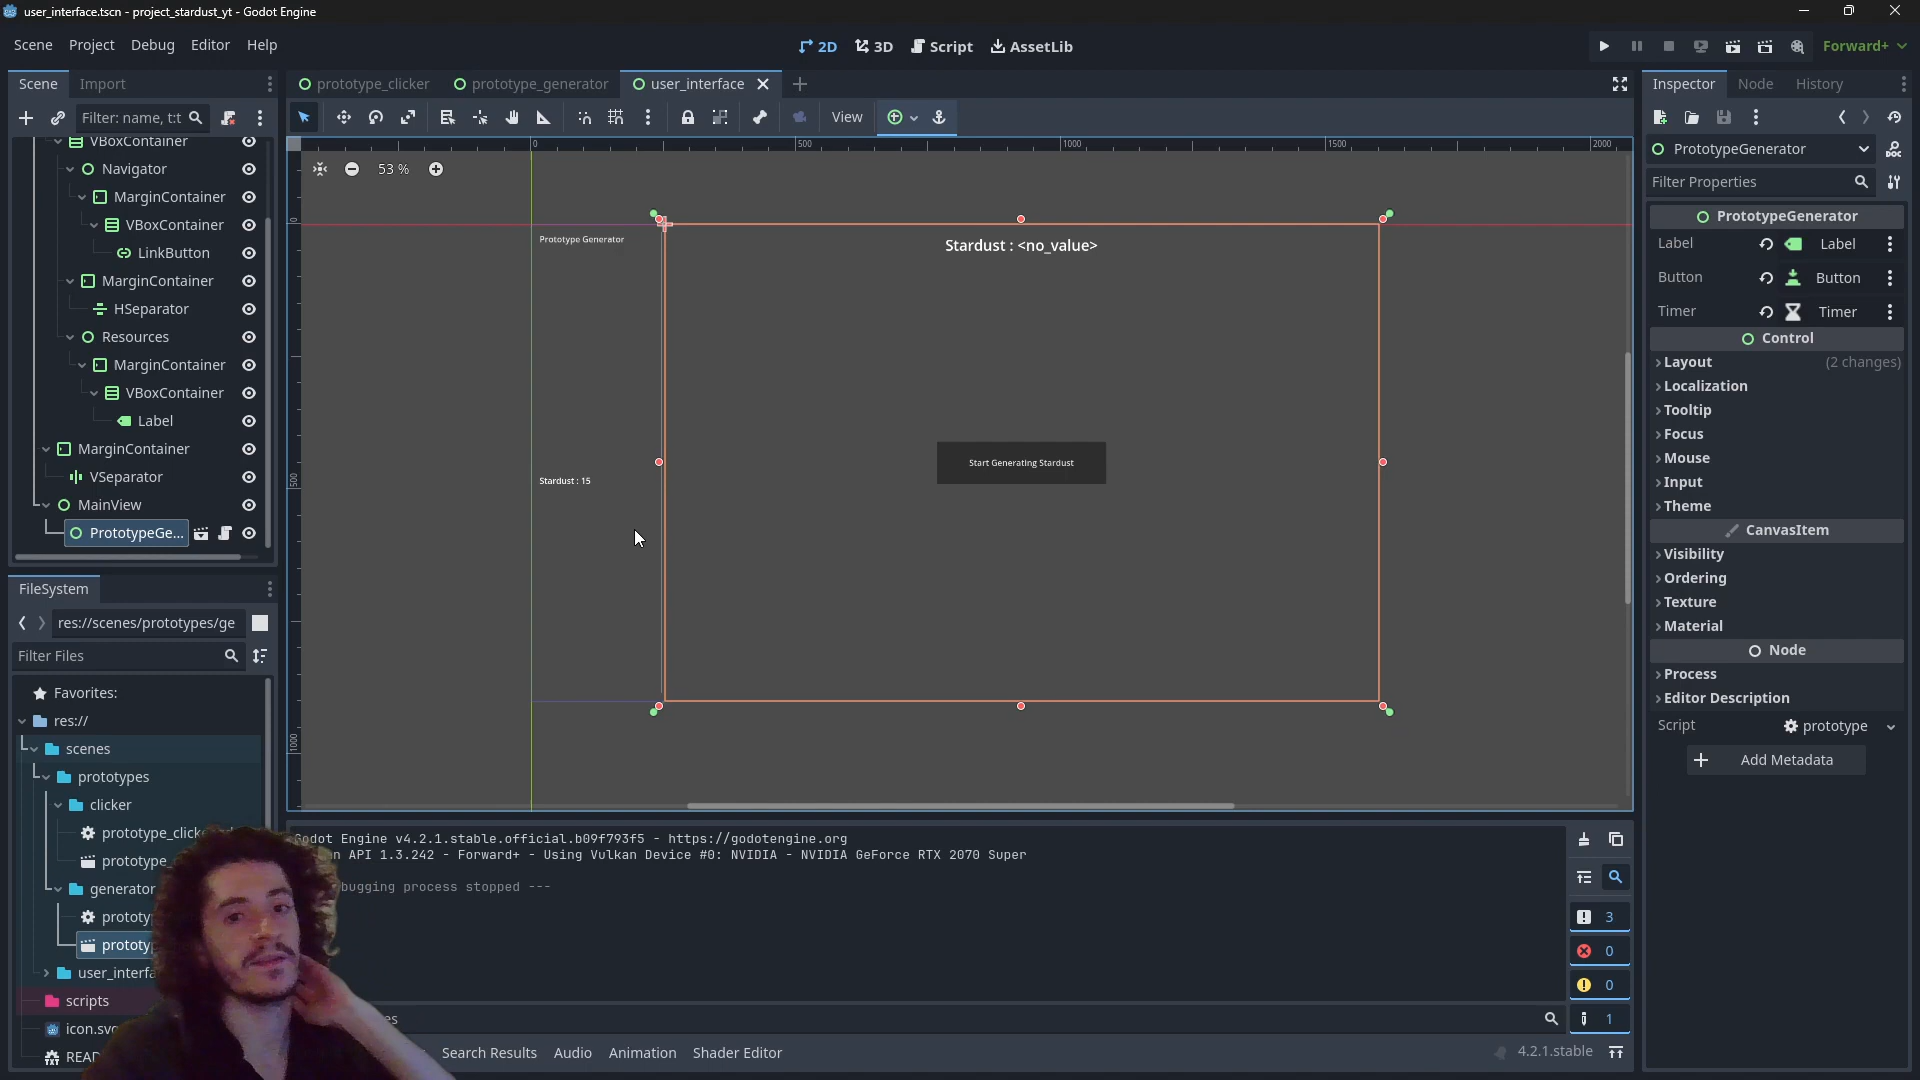 user_interface.tscn - project_stardust_yt - Godot Engine
Scene Project Debug Editor Help
2D 3D Script AssetLib
Forward+
Scene Import
prototype_clicker prototype_generator user_interface
Inspector Node History
Filter: name, t:t
View
PrototypeGenerator
Filter Properties
VBoxContainer
Navigator
MarginContainer
VBoxContainer
LinkButton
MarginContainer
HSeparator
Resources
MarginContainer
VBoxContainer
Label
MarginContainer
VSeparator
MainView
PrototypeGe...
0 500 1000 1500 2000
53 %
0
500
1000
Prototype Generator
Stardust : <no_value>
Start Generating Stardust
Stardust : 15
PrototypeGenerator
Label Label
Button Button
Timer Timer
Control
Layout (2 changes)
Localization
Tooltip
Focus
Mouse
Input
Theme
CanvasItem
Visibility
Ordering
Texture
Material
Node
Process
Editor Description
Script prototype
Add Metadata
FileSystem
res://scenes/prototypes/ge
Filter Files
Favorites:
res://
scenes
prototypes
clicker
generator
scripts
Godot Engine v4.2.1.stable.official.b09f793f5 - https://godotengine.org
API 1.3.242 - Forward+ - Using Vulkan Device #0: NVIDIA - NVIDIA GeForce RTX 2070 Super
process stopped ---
3
0
0
1
Search Results Audio Animation Shader Editor
4.2.1.stable